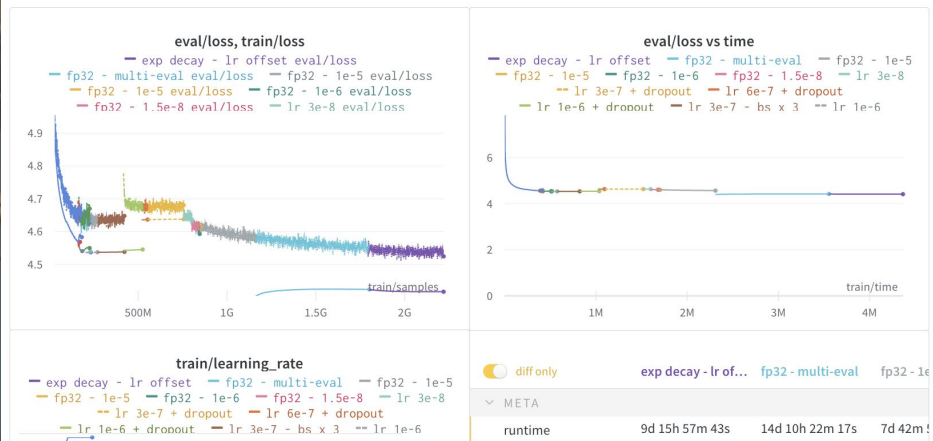 eval/loss, train/loss
exp decay - lr offset eval/loss
fp32 - multi-eval eval/loss fp32 - 1e-5 eval/loss
fp32 - 1e-5 eval/loss fp32 - 1e-6 eval/loss
fp32 - 1.5e-8 eval/loss lr 3e-8 eval/loss
4.9
4.8
4.7
4.6
4.5
train/samples
500M 1G 1.5G 2G
eval/loss vs time
exp decay - lr offset fp32 - multi-eval fp32 - 1e-5
fp32 - 1e-5 fp32 - 1e-6 fp32 - 1.5e-8 lr 3e-8
lr 3e-7 + dropout lr 6e-7 + dropout
lr 1e-6 + dropout lr 3e-7 - bs x 3 lr 1e-6
6
4
2
0
train/time
1M 2M 3M 4M
train/learning_rate
exp decay - lr offset fp32 - multi-eval fp32 - 1e-5
fp32 - 1e-5 fp32 - 1e-6 fp32 - 1.5e-8 lr 3e-8
lr 3e-7 + dropout lr 6e-7 + dropout
lr 1e-6 + dropout lr 3e-7 - bs x 3 lr 1e-6
diff only exp decay - lr of... fp32 - multi-eval fp32 - 1e
META
runtime 9d 15h 57m 43s 14d 10h 22m 17s 7d 42m